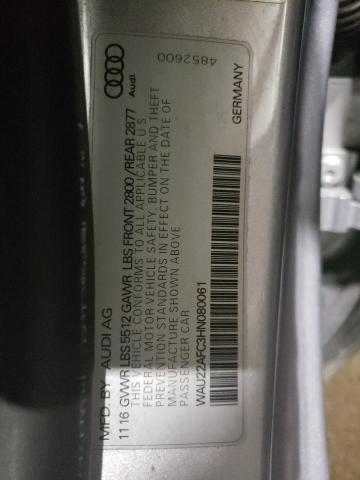 Audi
4852600
MFD. BY AUDI AG
11 16 GVWR LBS 5512 GAWR LBS FRONT 2800 /REAR 2877
THIS VEHICLE CONFORMS TO ALL APPLICABLE U S
FEDERAL MOTOR VEHICLE SAFETY, BUMPER AND THEFT
PREVENTION STANDARDS IN EFFECT ON THE DATE OF
MANUFACTURE SHOWN ABOVE
PASSENGER CAR
WAU22AFC3HN080061
GERMANY